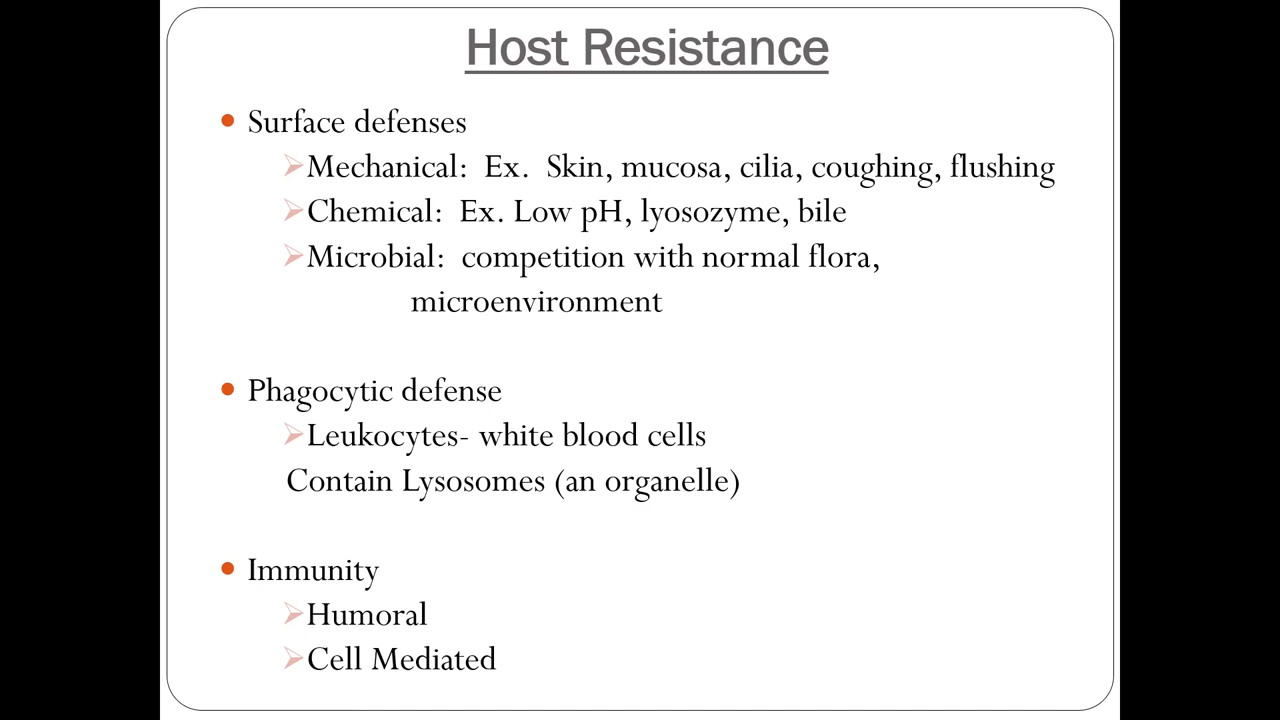 Host Resistance
Surface defenses
Mechanical: Ex. Skin, mucosa, cilia, coughing, flushing
Chemical: Ex. Low pH, lyosozyme, bile
Microbial: competition with normal flora,
microenvironment
Phagocytic defense
Leukocytes- white blood cells
Contain Lysosomes (an organelle)
Immunity
Humoral
Cell Mediated